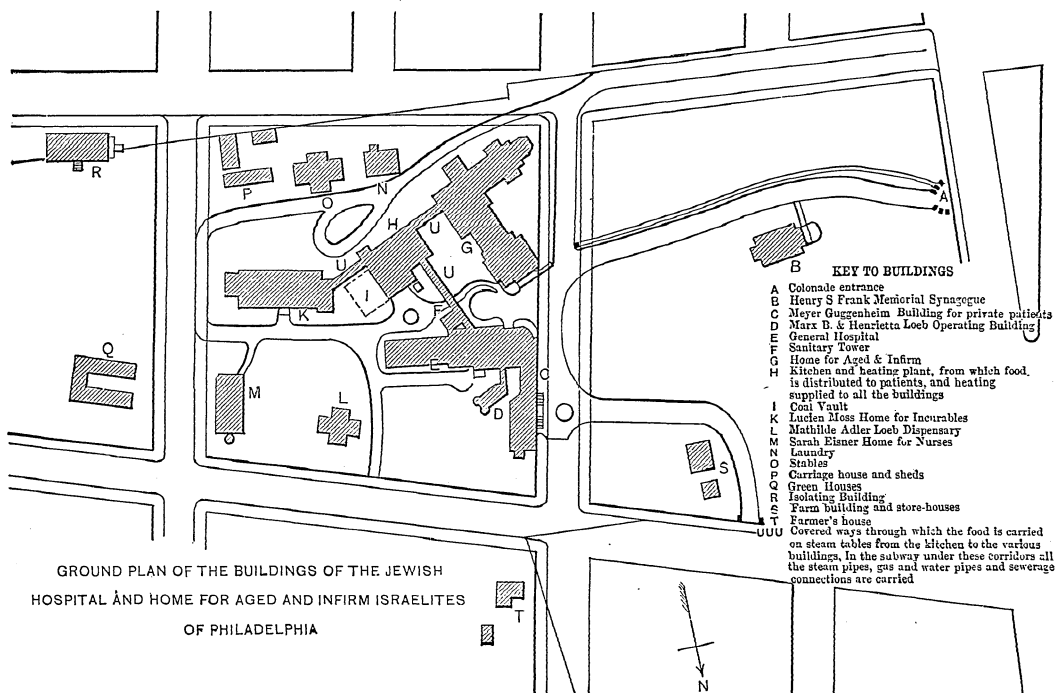 R
P
O
N
H
U
G
U
U
I
K
F
E
D
C
M
L
Q
A
B
S
T
N
KEY TO BUILDINGS
A Colonade entrance
B Henry S Frank Memorial Synagogue
C Meyer Guggenheim Building for private patients
D Marx B. & Henrietta Loeb Operating Building
E General Hospital
F Sanitary Tower
G Home for Aged & Infirm
H Kitchen and heating plant, from which food.
is distributed to patients, and heating
supplied to all the buildings
I Coal Vault
K Lucien Moss Home for Incurables
L Mathilde Adler Loeb Dispensary
M Sarah Eisner Home for Nurses
N Laundry
O Stables
P Carriage house and sheds
Q Green Houses
R Isolating Building
S Farm building and store-houses
T Farmer's house
UUU Covered ways through which the food is carried
on steam tables from the kitchen to the various
buildings, In the subway under these corridors all
the steam pipes, gas and water pipes and sewerage
connections are carried
GROUND PLAN OF THE BUILDINGS OF THE JEWISH
HOSPITAL AND HOME FOR AGED AND INFIRM ISRAELITES
OF PHILADELPHIA